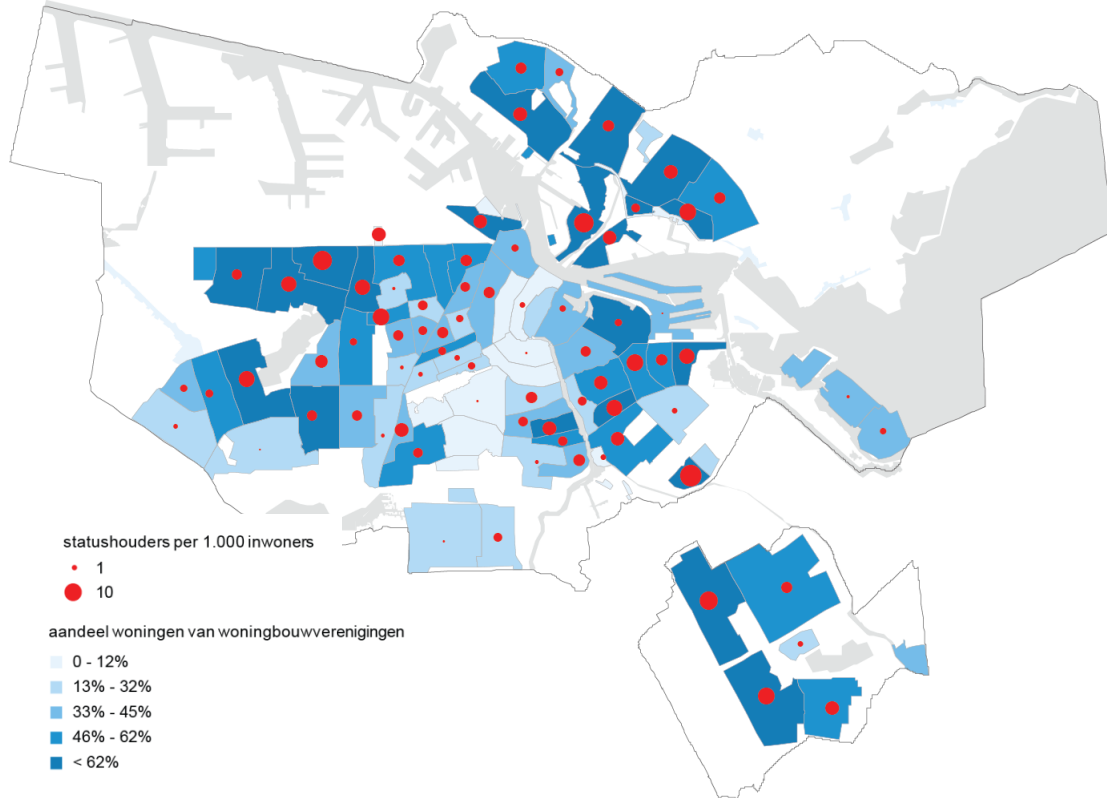 statushouders per 1.000 inwoners
1
10
aandeel woningen van woningbouwverenigingen
0 - 12%
13% - 32%
33% - 45%
46% - 62%
< 62%